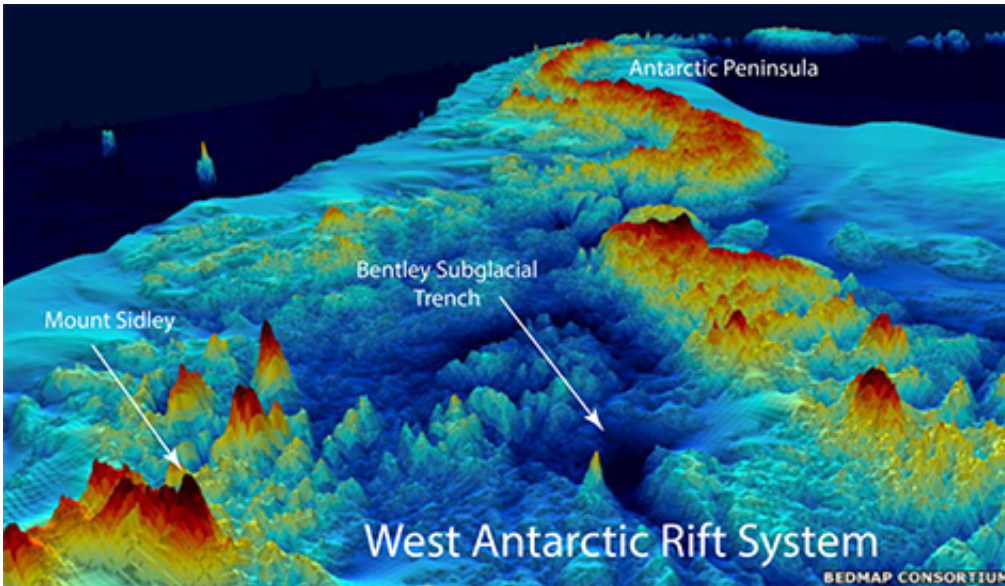 Antarctic Peninsula
Bentley Subglacial
Trench
Mount Sidley
West Antarctic Rift System
BEDMAP CONSORTIU